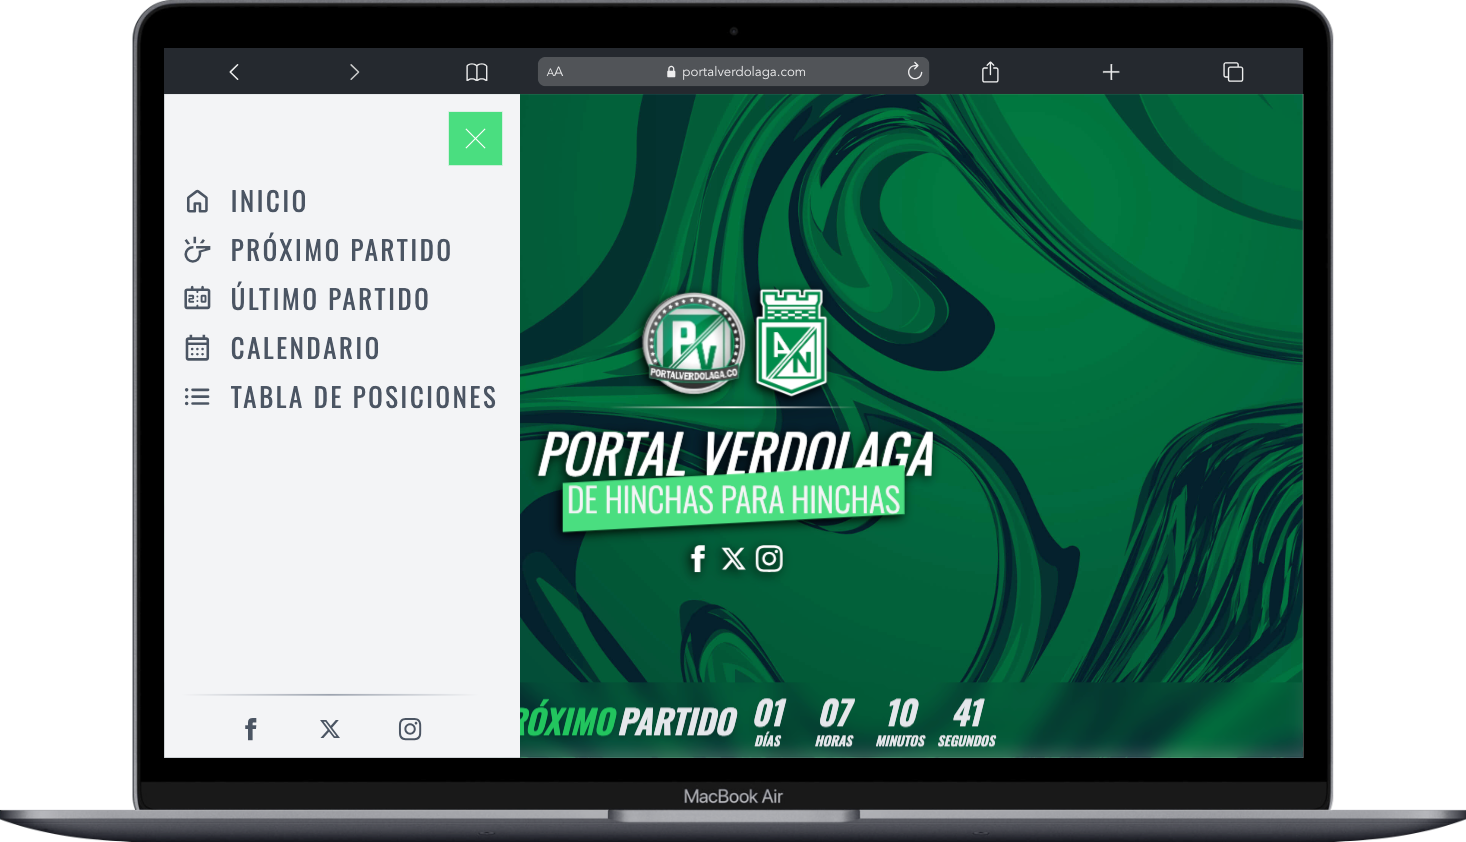 AA
portalverdolaga.com
INICIO
PRÓXIMO PARTIDO
2:0
ÚLTIMO PARTIDO
CALENDARIO
TABLA DE POSICIONES
PV
PORTALVERDOLAGA.CO
AN
PORTAL VERDOLAGA
DE HINCHAS PARA HINCHAS
RÓXIMO PARTIDO
01 07 10 41
DÍAS HORAS MINUTOS SEGUNDOS
MacBook Air